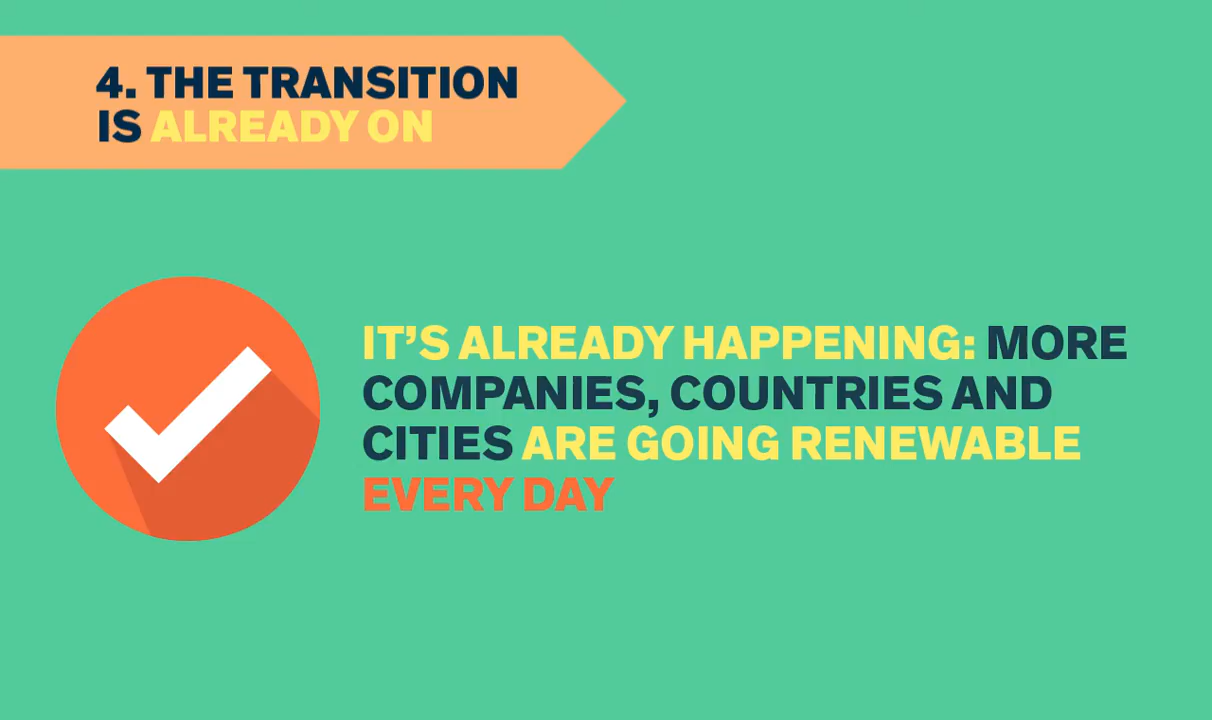 4. THE TRANSITION
IS ALREADY ON
IT’S ALREADY HAPPENING: MORE
COMPANIES, COUNTRIES AND
CITIES ARE GOING RENEWABLE
EVERY DAY